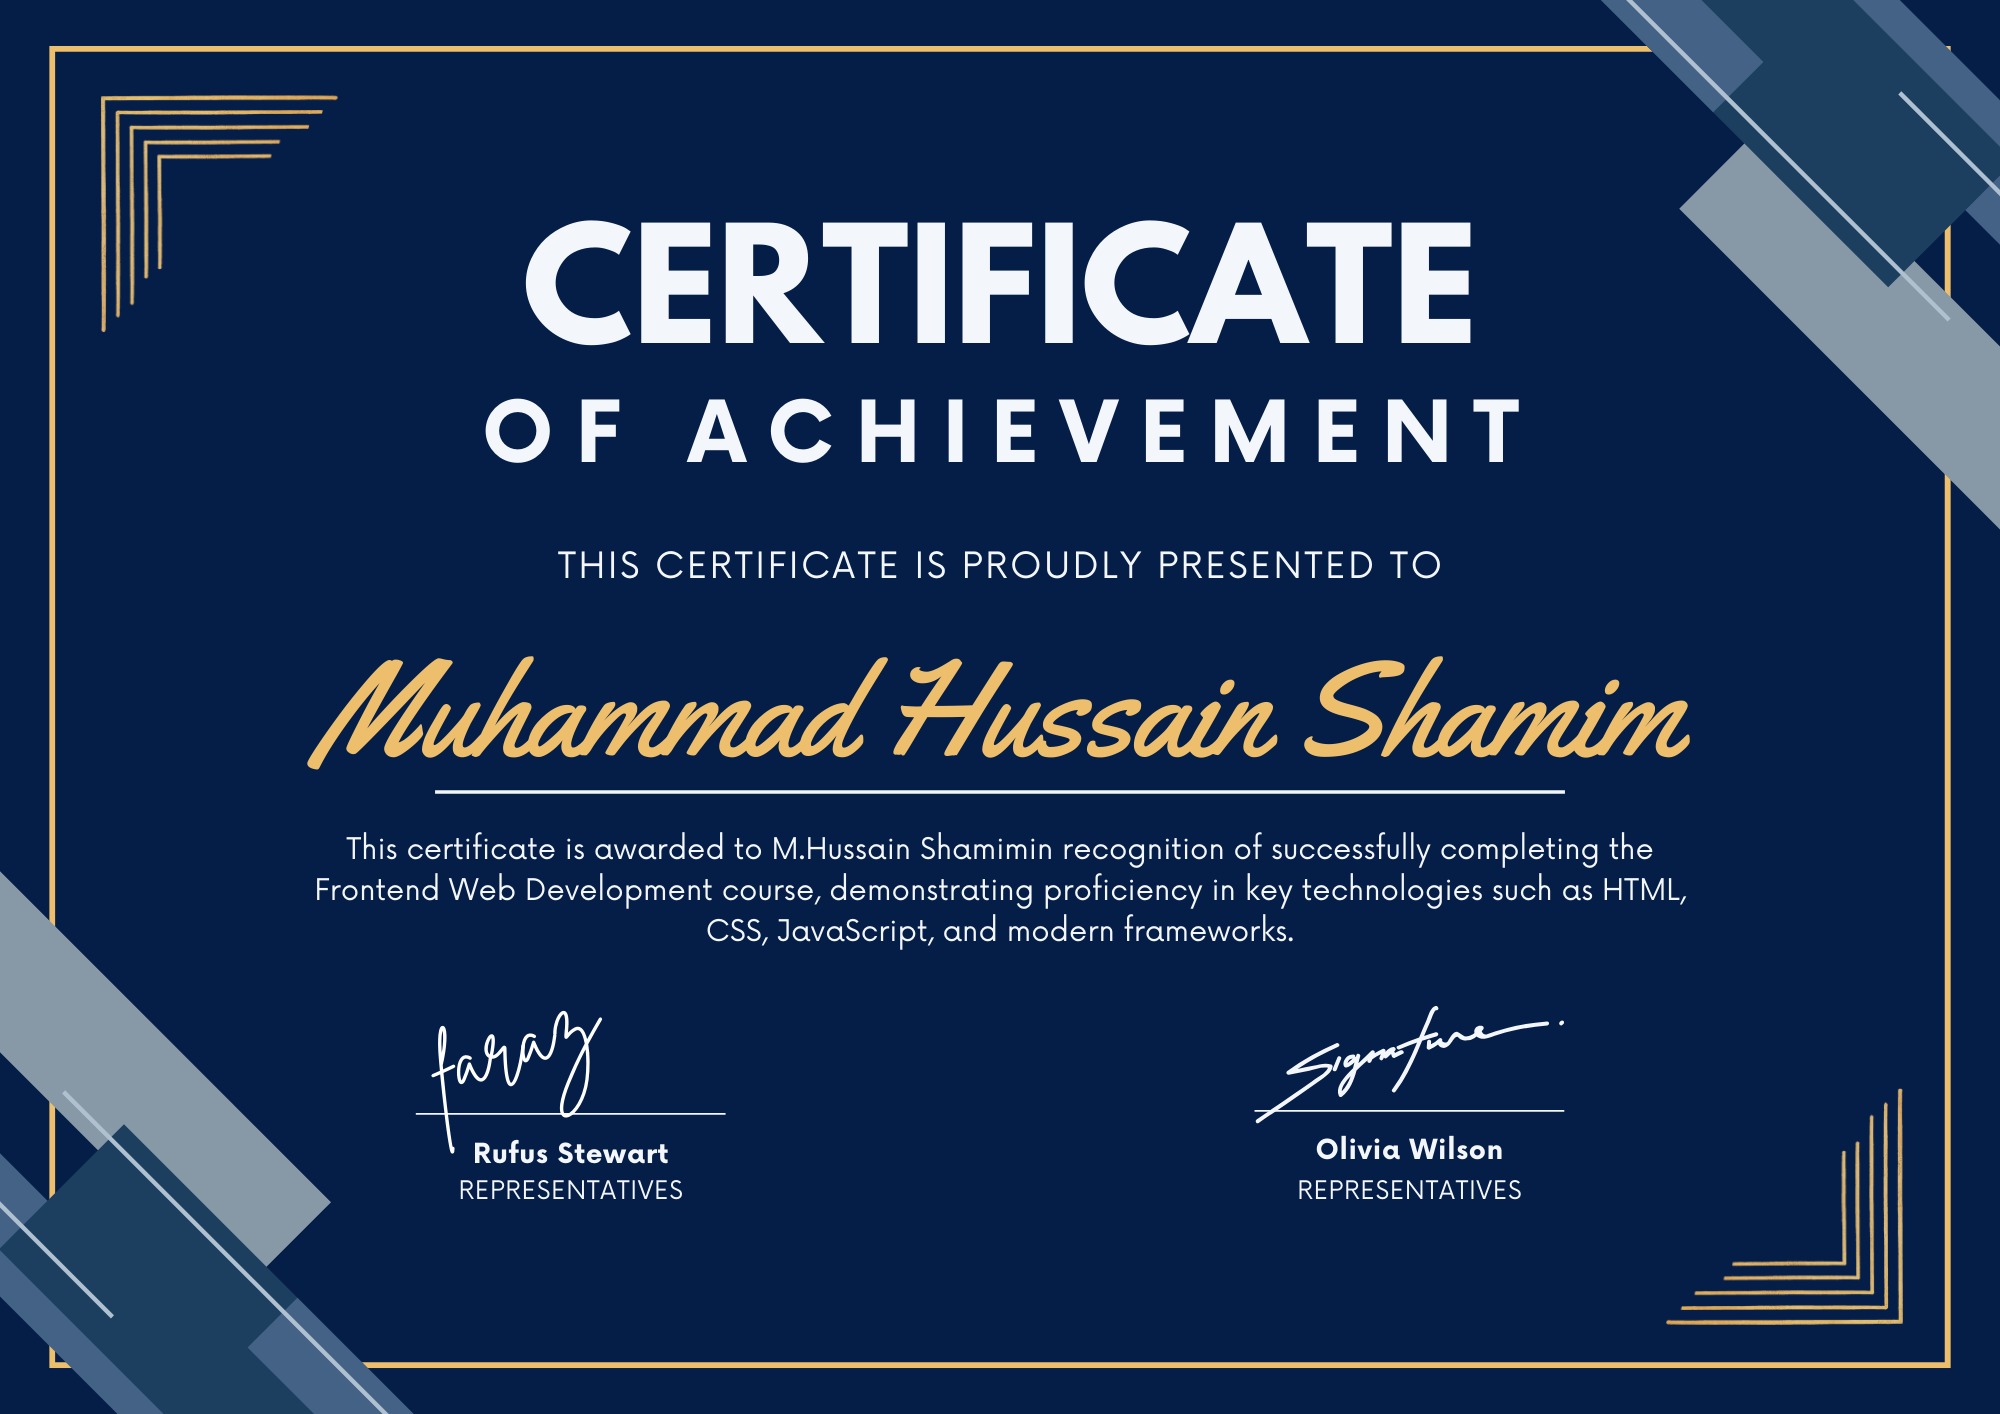 CERTIFICATE
OF ACHIEVEMENT
THIS CERTIFICATE IS PROUDLY PRESENTED TO
Muhammad Hussain Shamim
This certificate is awarded to M.Hussain Shamimin recognition of successfully completing the
Frontend Web Development course, demonstrating proficiency in key technologies such as HTML,
CSS, JavaScript, and modern frameworks.
faraz
Signature
Rufus Stewart
REPRESENTATIVES
Olivia Wilson
REPRESENTATIVES